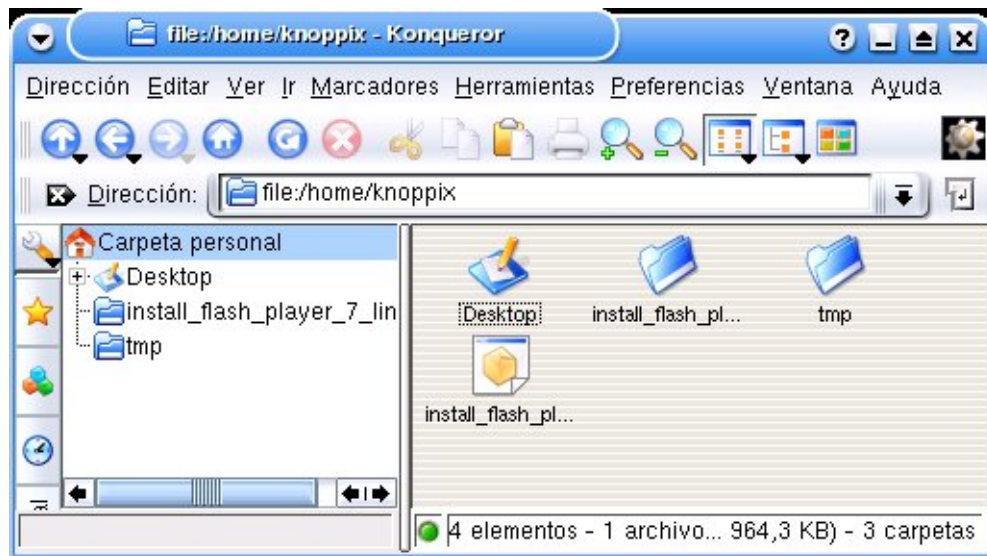 file:/home/knoppix - Konqueror
Dirección Editar Ver Ir Marcadores Herramientas Preferencias Ventana Ayuda
Dirección: file:/home/knoppix
Carpeta personal
Desktop
install_flash_player_7_lin
tmp
Desktop install_flash_pl... tmp
install_flash_pl...
4 elementos - 1 archivo... 964,3 KB) - 3 carpetas